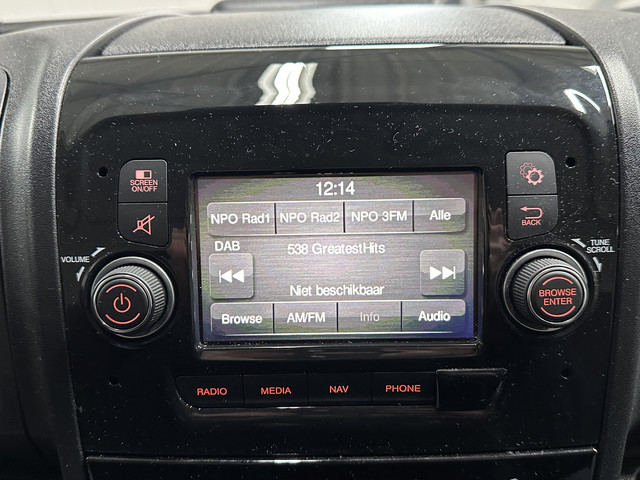 12:14
SCREEN
ON/OFF
NPO Rad1 NPO Rad2 NPO 3FM Alle
BACK
DAB 538 GreatestHits
VOLUME
TUNE
SCROLL
Niet beschikbaar
BROWSE
ENTER
Browse AM/FM Info Audio
RADIO MEDIA NAV PHONE